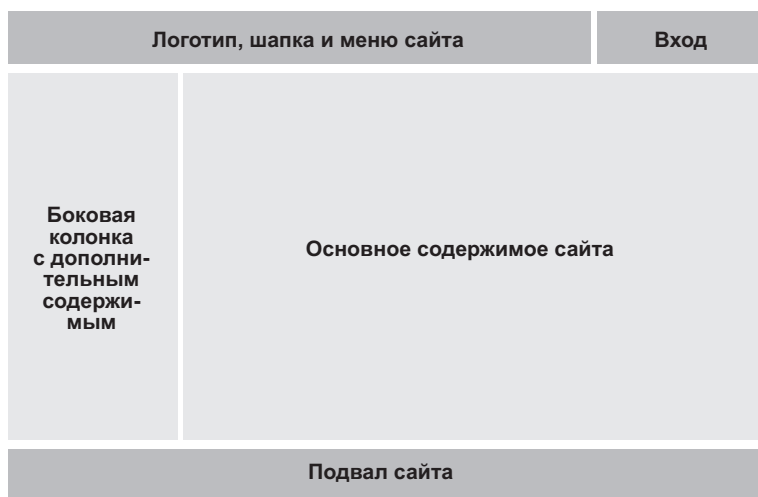 Логотип, шапка и меню сайта
Вход
Боковая
колонка
с дополни-
тельным
содержи-
мым
Основное содержимое сайта
Подвал сайта